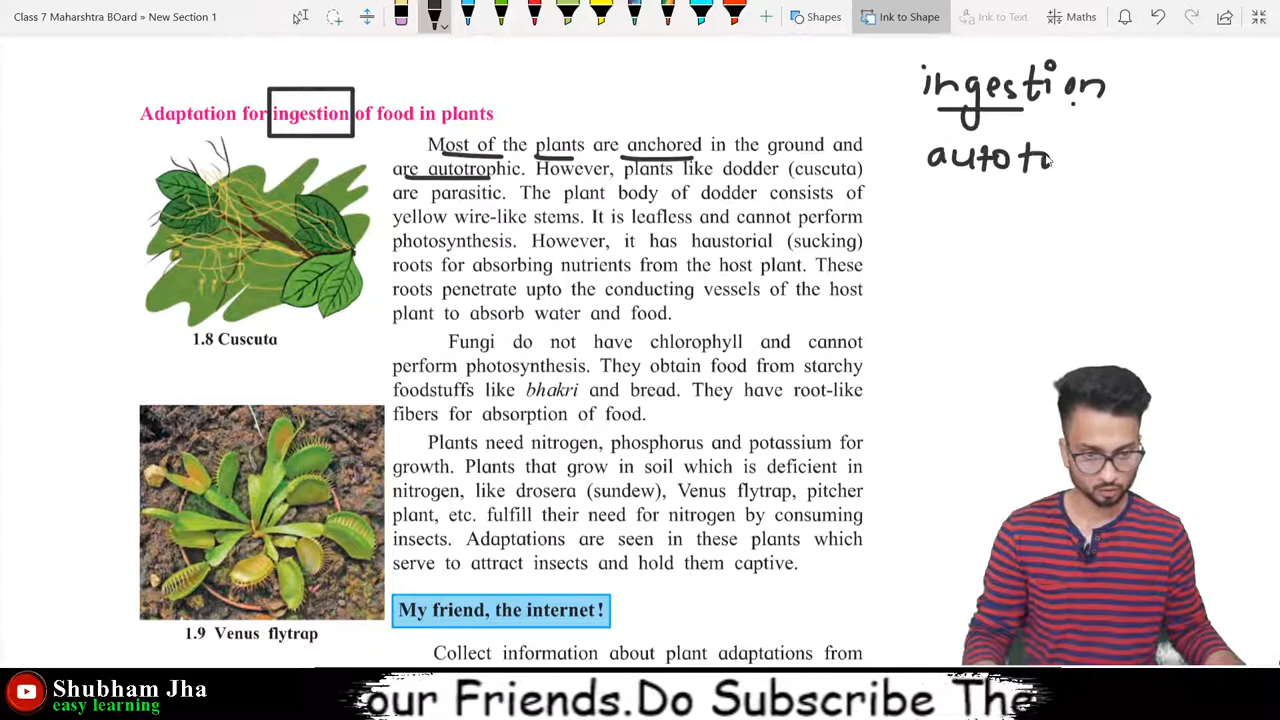 Class 7 Maharshtra BOard » New Section 1
Shapes
Ink to Shape
Ink to Text
Maths
ingestion
Adaptation for ingestion of food in plants
Most of the plants are anchored in the ground and
are autotrophic. However, plants like dodder (cuscuta)
are parasitic. The plant body of dodder consists of
yellow wire-like stems. It is leafless and cannot perform
photosynthesis. However, it has haustorial (sucking)
roots for absorbing nutrients from the host plant. These
roots penetrate upto the conducting vessels of the host
plant to absorb water and food.
1.8 Cuscuta
Fungi do not have chlorophyll and cannot
perform photosynthesis. They obtain food from starchy
foodstuffs like bhakri and bread. They have root-like
fibers for absorption of food.
Plants need nitrogen, phosphorus and potassium for
growth. Plants that grow in soil which is deficient in
nitrogen, like drosera (sundew), Venus flytrap, pitcher
plant, etc. fulfill their need for nitrogen by consuming
insects. Adaptations are seen in these plants which
serve to attract insects and hold them captive.
1.9 Venus flytrap
My friend, the internet!
Collect information about plant adaptations from
Shubham Jha
easy learning
our Friends.Do Subscribe The